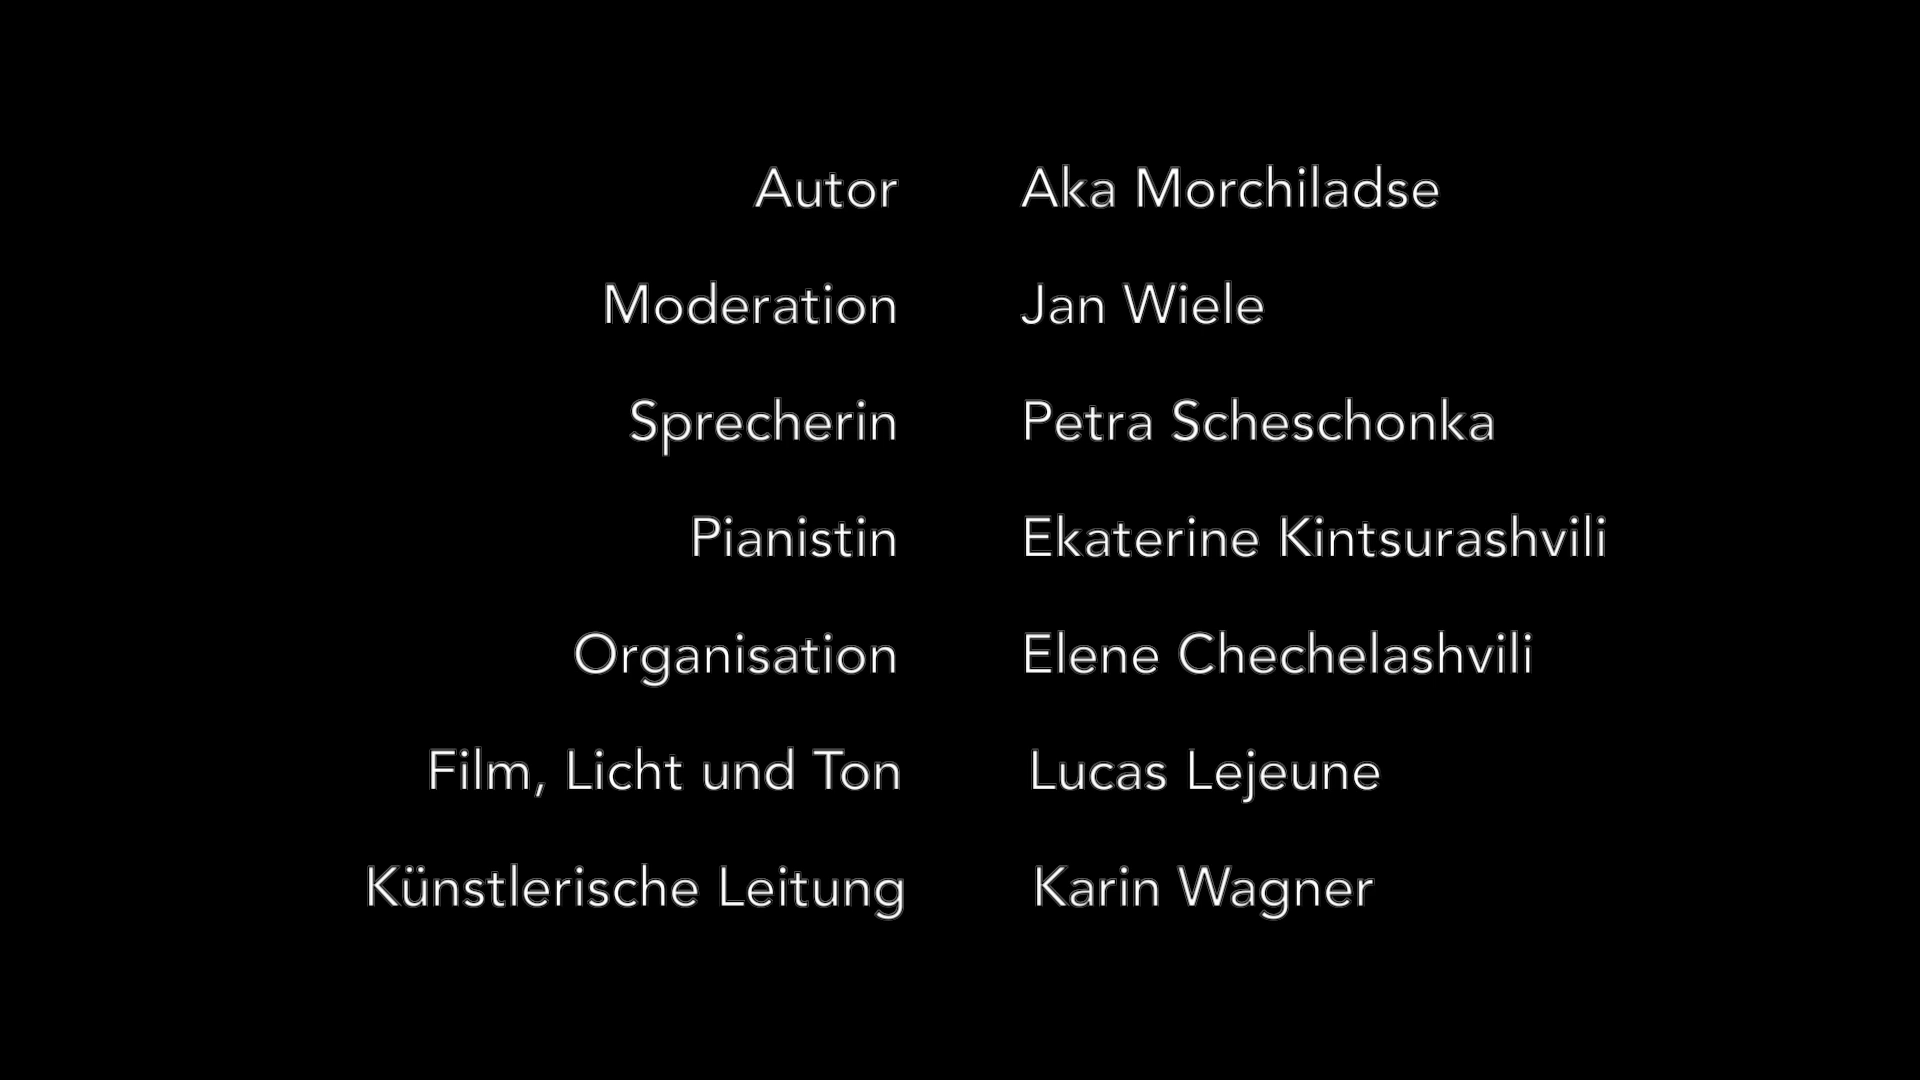 Autor Aka Morchiladse
Moderation Jan Wiele
Sprecherin Petra Scheschonka
Pianistin Ekaterine Kintsurashvili
Organisation Elene Chechelashvili
Film, Licht und Ton Lucas Lejeune
Künstlerische Leitung Karin Wagner